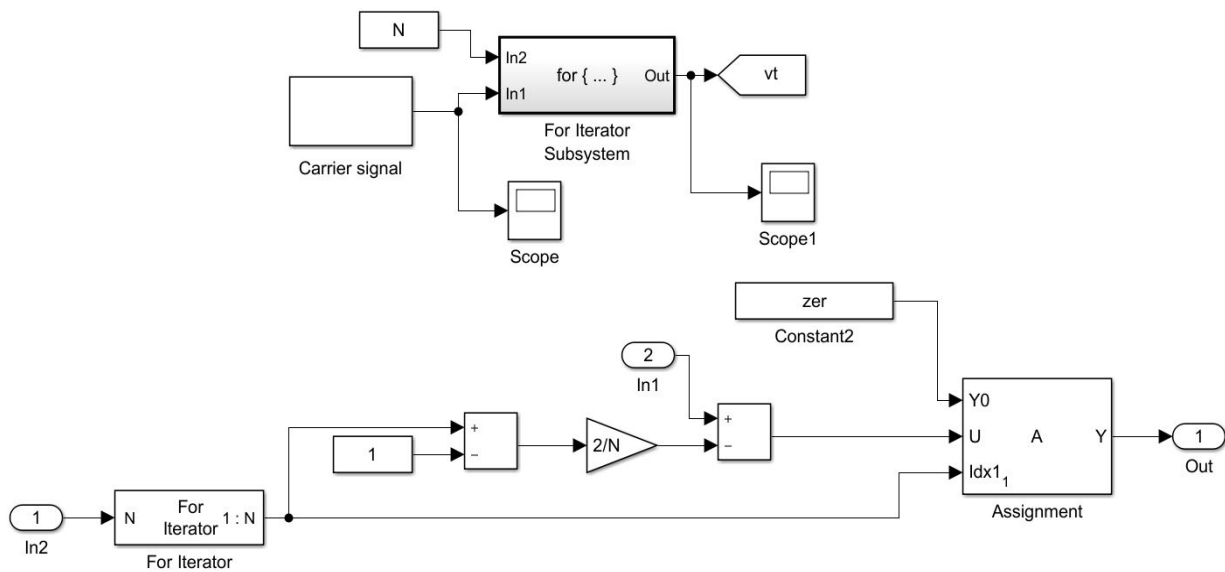 N
In2
In1
for { ... }
Out
vt
For Iterator
Subsystem
Carrier signal
Scope
Scope1
zer
Constant2
2
In1
Y0
U
A
Y
Idx1
1
1
Out
Assignment
+
−
1
2/N
+
−
1
In2
N
For
Iterator
1 : N
For Iterator